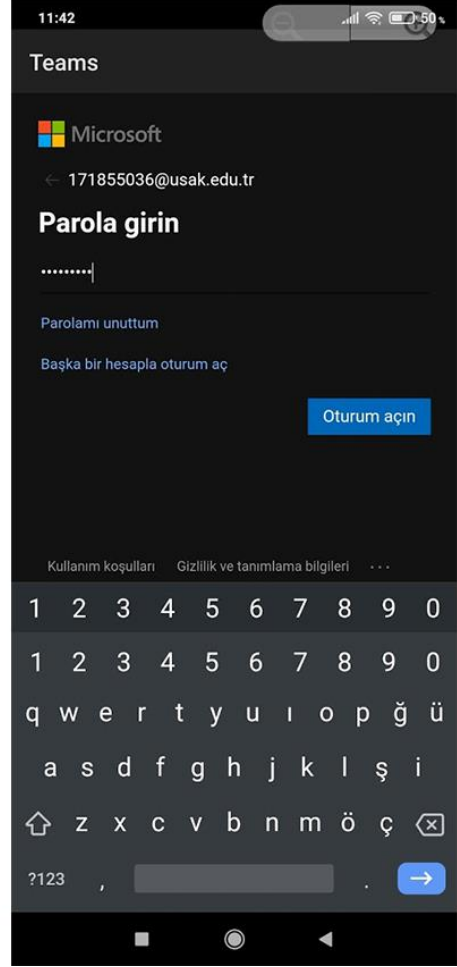 11:42 50%
Teams
Microsoft
← 171855036@usak.edu.tr
Parola girin
•••••••••
Parolamı unuttum
Başka bir hesapla oturum aç
Oturum açın
Kullanım koşulları Gizlilik ve tanımlama bilgileri ...
1 2 3 4 5 6 7 8 9 0
1 2 3 4 5 6 7 8 9 0
q w e r t y u ı o p ğ ü
a s d f g h j k l ş i
z x c v b n m ö ç
?123 , .